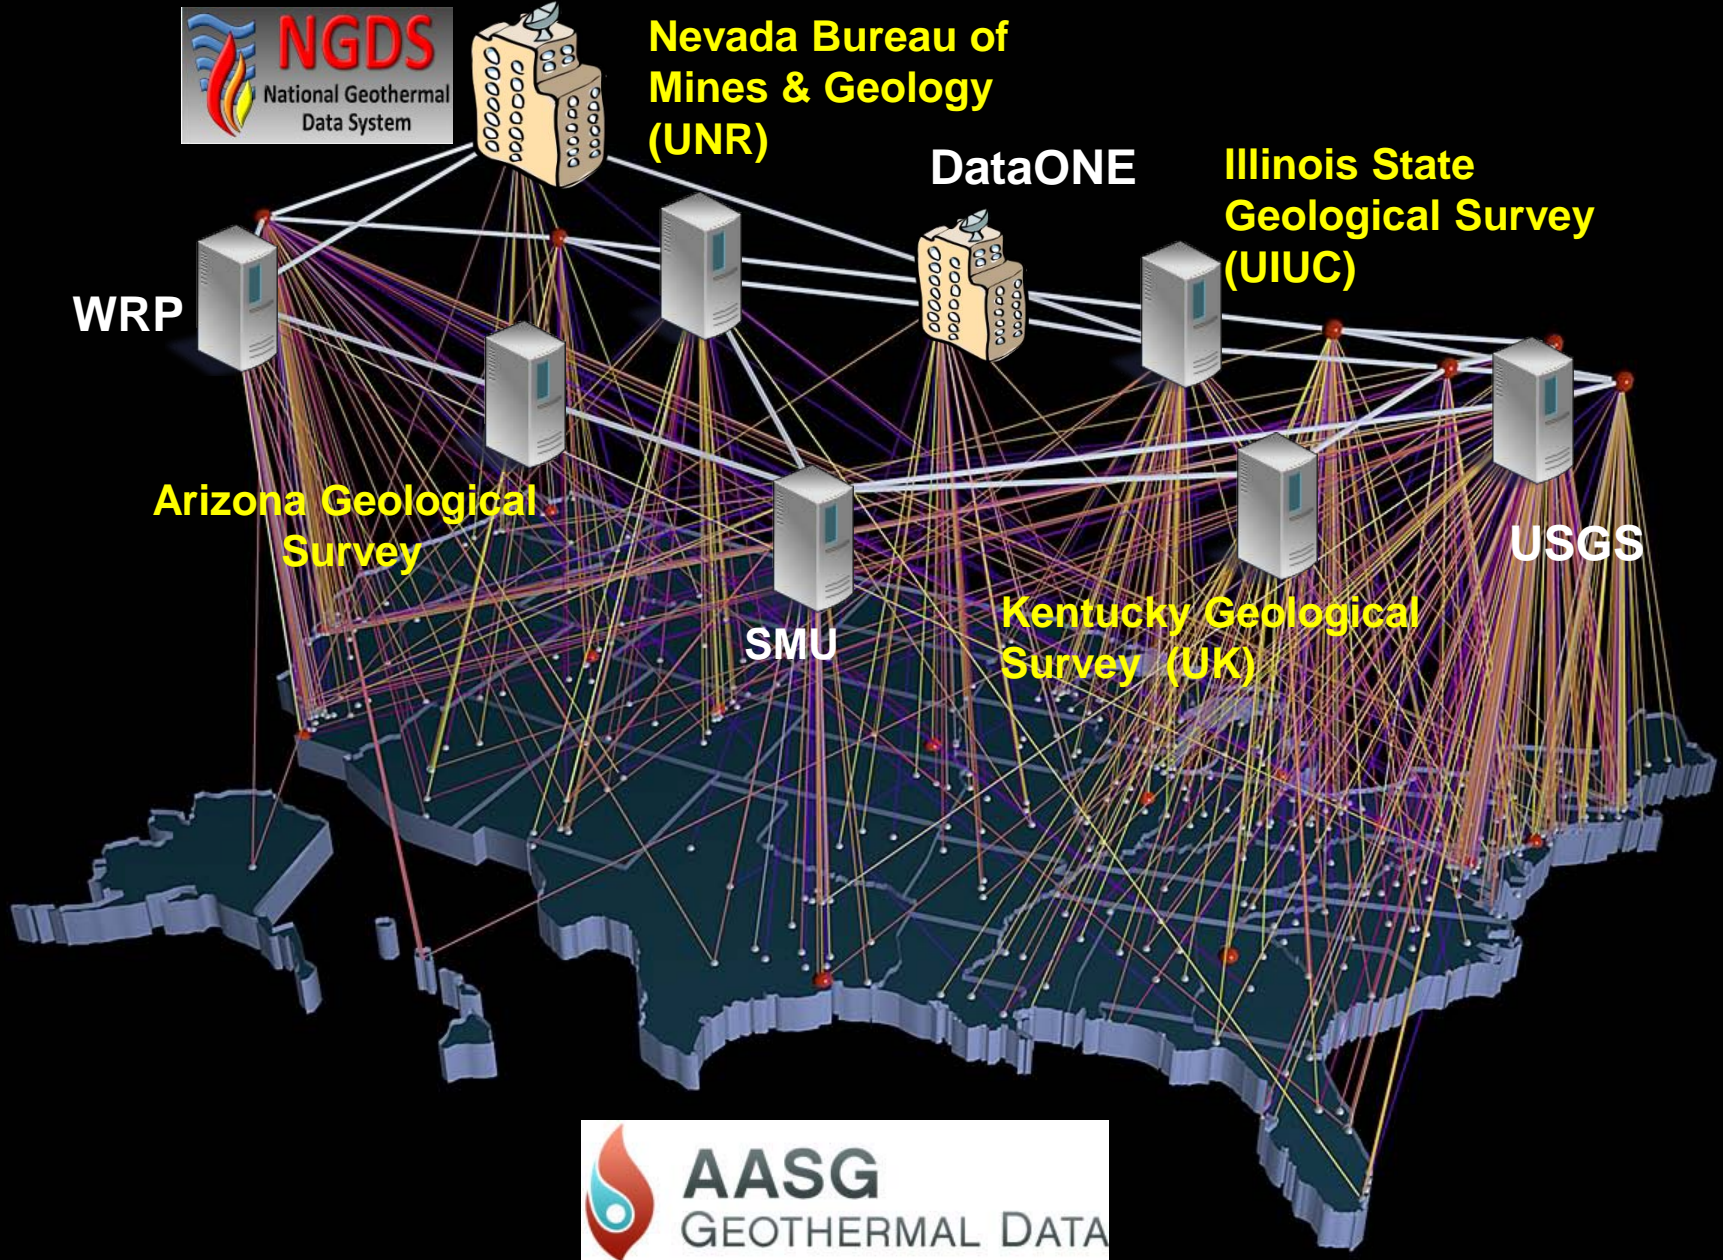 NGDS
National Geothermal
Data System
Nevada Bureau of
Mines & Geology
(UNR)
DataONE
Illinois State
Geological Survey
(UIUC)
WRP
Arizona Geological
Survey
USGS
Kentucky Geological
Survey (UK)
SMU
AASG
GEOTHERMAL DATA